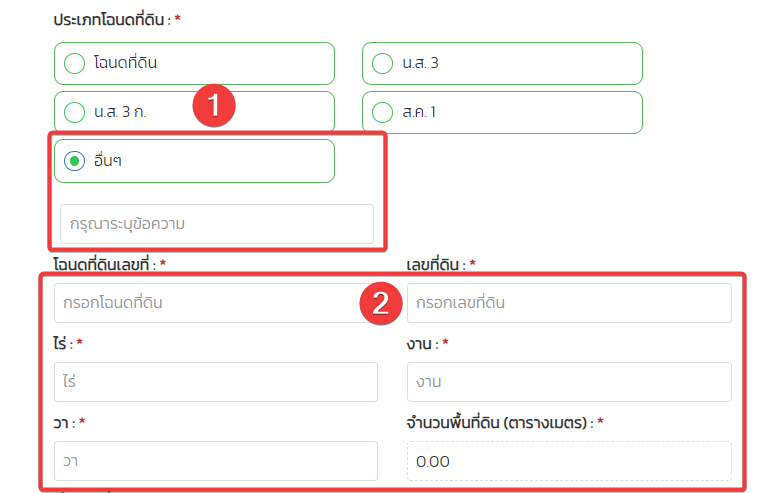 ประเภทโฉนดที่ดิน : *
โฉนดที่ดิน
น.ส. 3
น.ส. 3 ก.
1
ส.ค. 1
อื่นๆ
กรุณาระบุข้อความ
โฉนดที่ดินเลขที่ : *
เลขที่ดิน : *
กรอกโฉนดที่ดิน
2
กรอกเลขที่ดิน
ไร่ : *
งาน : *
ไร่
งาน
วา : *
จำนวนพื้นที่ดิน (ตารางเมตร) : *
วา
0.00